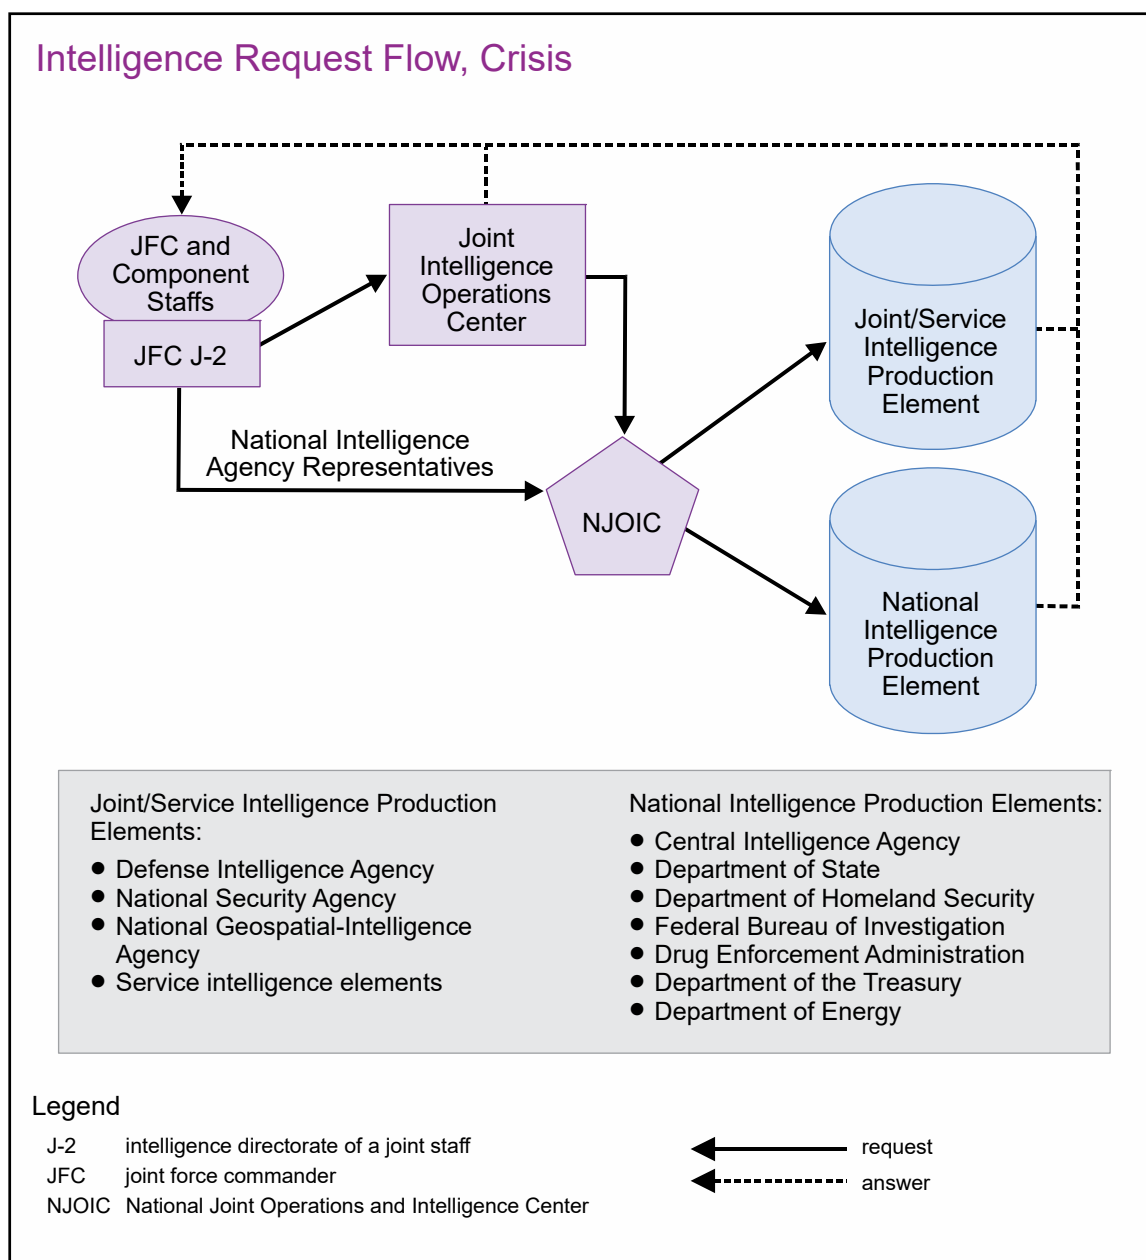 Intelligence Request Flow, Crisis
JFC and
Component
Staffs
JFC J-2
Joint
Intelligence
Operations
Center
National Intelligence
Agency Representatives
NJOIC
Joint/Service
Intelligence
Production
Element
National
Intelligence
Production
Element
Joint/Service Intelligence Production
Elements:
● Defense Intelligence Agency
● National Security Agency
● National Geospatial-Intelligence
Agency
● Service intelligence elements
National Intelligence Production Elements:
● Central Intelligence Agency
● Department of State
● Department of Homeland Security
● Federal Bureau of Investigation
● Drug Enforcement Administration
● Department of the Treasury
● Department of Energy
Legend
J-2 intelligence directorate of a joint staff
JFC joint force commander
NJOIC National Joint Operations and Intelligence Center
request
answer